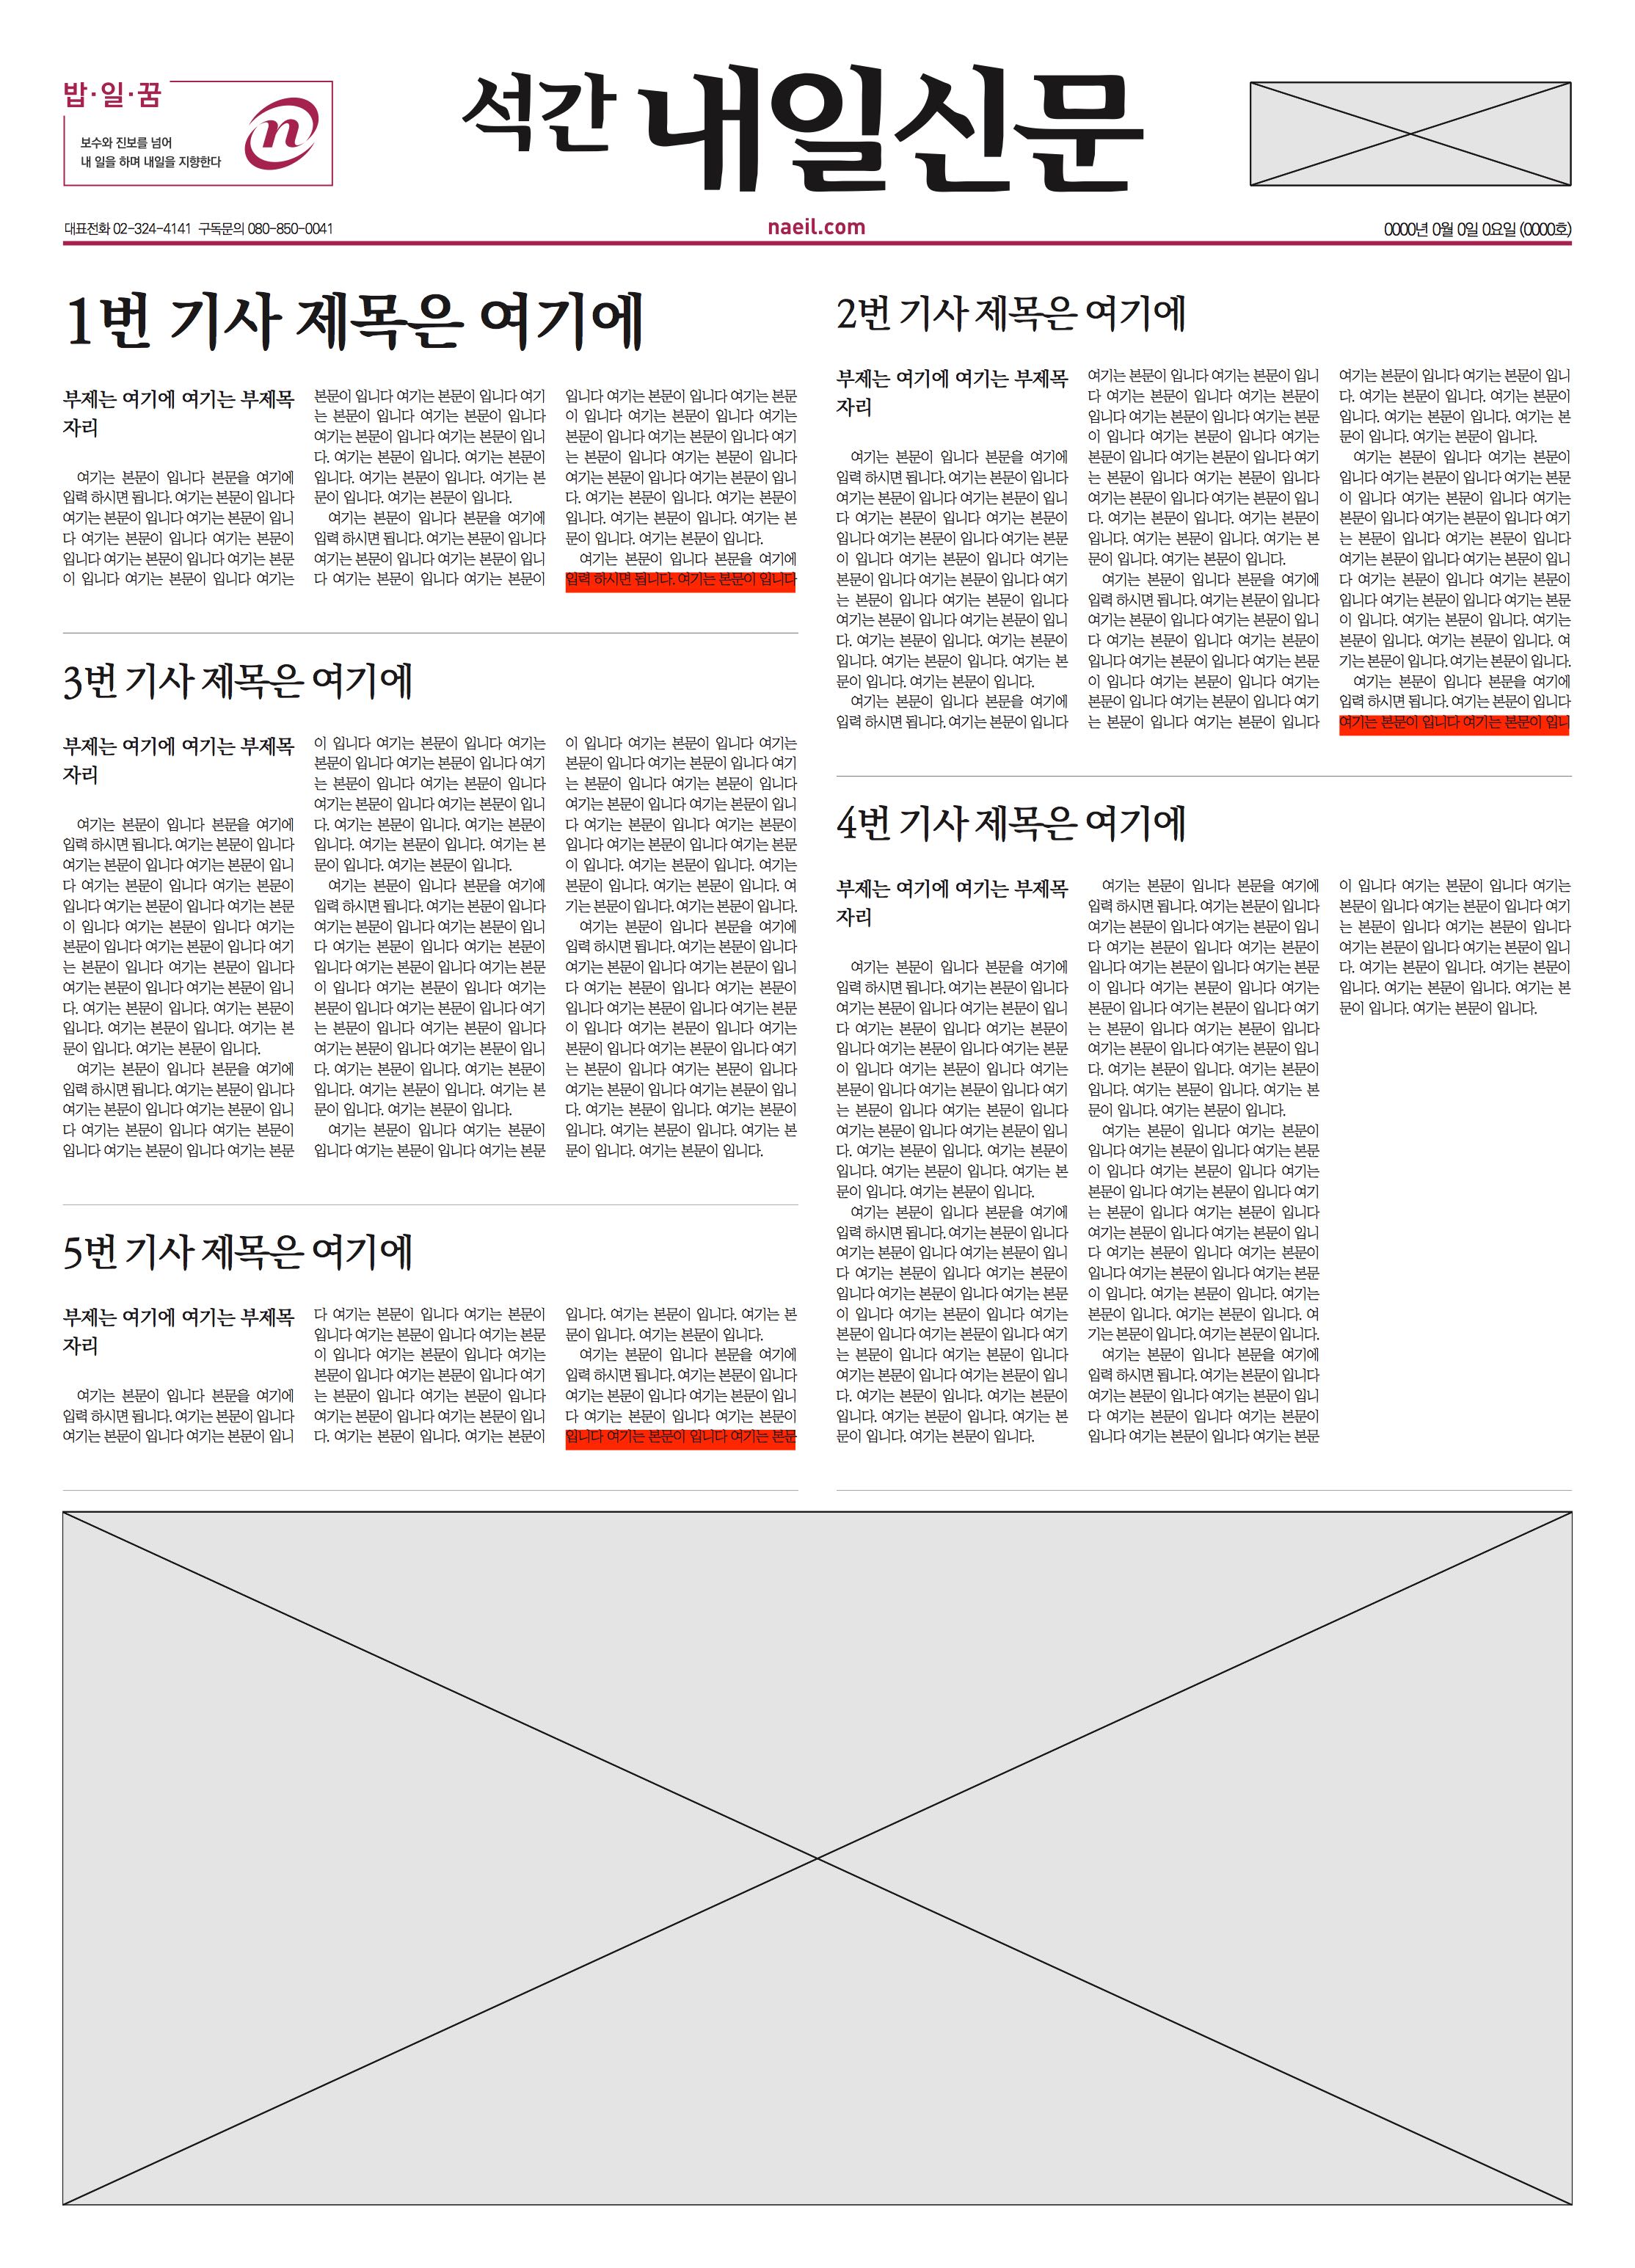 밥·일·꿈
보수와 진보를 넘어
내 일을 하며 내일을 지향한다
n
석간 내일신문
대표전화 02-324-4141 구독문의 080-850-0041
naeil.com
0000년 0월 0일 0요일 (0000호)
1번 기사 제목은 여기에
부제는 여기에 여기는 부제목
자리
여기는 본문이 입니다 본문을 여기에
입력 하시면 됩니다. 여기는 본문이 입니다
여기는 본문이 입니다 여기는 본문이 입니
다 여기는 본문이 입니다 여기는 본문이
입니다 여기는 본문이 입니다 여기는 본문
이 입니다 여기는 본문이 입니다 여기는
본문이 입니다 여기는 본문이 입니다 여기
는 본문이 입니다 여기는 본문이 입니다
여기는 본문이 입니다 여기는 본문이 입니
다. 여기는 본문이 입니다. 여기는 본문이
입니다. 여기는 본문이 입니다. 여기는 본
문이 입니다. 여기는 본문이 입니다.
여기는 본문이 입니다 본문을 여기에
입력 하시면 됩니다. 여기는 본문이 입니다
여기는 본문이 입니다 여기는 본문이 입니
다 여기는 본문이 입니다 여기는 본문이
입니다 여기는 본문이 입니다 여기는 본문
이 입니다 여기는 본문이 입니다 여기는
본문이 입니다 여기는 본문이 입니다 여기
는 본문이 입니다 여기는 본문이 입니다
여기는 본문이 입니다 여기는 본문이 입니
다. 여기는 본문이 입니다. 여기는 본문이
입니다. 여기는 본문이 입니다. 여기는 본
문이 입니다. 여기는 본문이 입니다.
여기는 본문이 입니다 본문을 여기에
입력 하시면 됩니다. 여기는 본문이 입니다
2번 기사 제목은 여기에
부제는 여기에 여기는 부제목
자리
여기는 본문이 입니다 본문을 여기에
입력 하시면 됩니다. 여기는 본문이 입니다
여기는 본문이 입니다 여기는 본문이 입니
다 여기는 본문이 입니다 여기는 본문이
입니다 여기는 본문이 입니다 여기는 본문
이 입니다 여기는 본문이 입니다 여기는
본문이 입니다 여기는 본문이 입니다 여기
는 본문이 입니다 여기는 본문이 입니다
여기는 본문이 입니다 여기는 본문이 입니
다. 여기는 본문이 입니다. 여기는 본문이
입니다. 여기는 본문이 입니다. 여기는 본
문이 입니다. 여기는 본문이 입니다.
여기는 본문이 입니다 본문을 여기에
입력 하시면 됩니다. 여기는 본문이 입니다
여기는 본문이 입니다 여기는 본문이 입니
다 여기는 본문이 입니다 여기는 본문이
입니다 여기는 본문이 입니다 여기는 본문
이 입니다 여기는 본문이 입니다 여기는
본문이 입니다 여기는 본문이 입니다 여기
는 본문이 입니다 여기는 본문이 입니다
여기는 본문이 입니다 여기는 본문이 입니
다. 여기는 본문이 입니다. 여기는 본문이
입니다. 여기는 본문이 입니다. 여기는 본
문이 입니다. 여기는 본문이 입니다.
여기는 본문이 입니다 본문을 여기에
입력 하시면 됩니다. 여기는 본문이 입니다
여기는 본문이 입니다 여기는 본문이 입니
다 여기는 본문이 입니다 여기는 본문이
입니다 여기는 본문이 입니다 여기는 본문
이 입니다 여기는 본문이 입니다 여기는
본문이 입니다 여기는 본문이 입니다 여기
는 본문이 입니다 여기는 본문이 입니다
여기는 본문이 입니다 여기는 본문이 입니
다. 여기는 본문이 입니다. 여기는 본문이
입니다. 여기는 본문이 입니다. 여기는 본
문이 입니다. 여기는 본문이 입니다.
여기는 본문이 입니다 여기는 본문이
입니다 여기는 본문이 입니다 여기는 본문
이 입니다 여기는 본문이 입니다 여기는
본문이 입니다 여기는 본문이 입니다 여기
는 본문이 입니다 여기는 본문이 입니다
여기는 본문이 입니다 여기는 본문이 입니
다 여기는 본문이 입니다 여기는 본문이
입니다 여기는 본문이 입니다 여기는 본문
이 입니다. 여기는 본문이 입니다. 여기는
본문이 입니다. 여기는 본문이 입니다. 여
기는 본문이 입니다. 여기는 본문이 입니다.
여기는 본문이 입니다 본문을 여기에
입력 하시면 됩니다. 여기는 본문이 입니다
여기는 본문이 입니다 여기는 본문이 입니
3번 기사 제목은 여기에
부제는 여기에 여기는 부제목
자리
여기는 본문이 입니다 본문을 여기에
입력 하시면 됩니다. 여기는 본문이 입니다
여기는 본문이 입니다 여기는 본문이 입니
다 여기는 본문이 입니다 여기는 본문이
입니다 여기는 본문이 입니다 여기는 본문
이 입니다 여기는 본문이 입니다 여기는
본문이 입니다 여기는 본문이 입니다 여기
는 본문이 입니다 여기는 본문이 입니다
여기는 본문이 입니다 여기는 본문이 입니
다. 여기는 본문이 입니다. 여기는 본문이
입니다. 여기는 본문이 입니다. 여기는 본
문이 입니다. 여기는 본문이 입니다.
여기는 본문이 입니다 본문을 여기에
입력 하시면 됩니다. 여기는 본문이 입니다
여기는 본문이 입니다 여기는 본문이 입니
다 여기는 본문이 입니다 여기는 본문이
입니다 여기는 본문이 입니다 여기는 본문
이 입니다 여기는 본문이 입니다 여기는
본문이 입니다 여기는 본문이 입니다 여기
는 본문이 입니다 여기는 본문이 입니다
여기는 본문이 입니다 여기는 본문이 입니
다. 여기는 본문이 입니다. 여기는 본문이
입니다. 여기는 본문이 입니다. 여기는 본
문이 입니다. 여기는 본문이 입니다.
여기는 본문이 입니다 본문을 여기에
입력 하시면 됩니다. 여기는 본문이 입니다
여기는 본문이 입니다 여기는 본문이 입니
다 여기는 본문이 입니다 여기는 본문이
입니다 여기는 본문이 입니다 여기는 본문
이 입니다 여기는 본문이 입니다 여기는
본문이 입니다 여기는 본문이 입니다 여기
는 본문이 입니다 여기는 본문이 입니다
여기는 본문이 입니다 여기는 본문이 입니
다. 여기는 본문이 입니다. 여기는 본문이
입니다. 여기는 본문이 입니다. 여기는 본
문이 입니다. 여기는 본문이 입니다.
여기는 본문이 입니다 여기는 본문이
입니다 여기는 본문이 입니다 여기는 본문
이 입니다 여기는 본문이 입니다 여기는
본문이 입니다 여기는 본문이 입니다 여기
는 본문이 입니다 여기는 본문이 입니다
여기는 본문이 입니다 여기는 본문이 입니
다 여기는 본문이 입니다 여기는 본문이
입니다 여기는 본문이 입니다 여기는 본문
이 입니다. 여기는 본문이 입니다. 여기는
본문이 입니다. 여기는 본문이 입니다. 여
기는 본문이 입니다. 여기는 본문이 입니다.
여기는 본문이 입니다 본문을 여기에
입력 하시면 됩니다. 여기는 본문이 입니다
여기는 본문이 입니다 여기는 본문이 입니
다 여기는 본문이 입니다 여기는 본문이
입니다 여기는 본문이 입니다 여기는 본문
이 입니다 여기는 본문이 입니다 여기는
본문이 입니다 여기는 본문이 입니다 여기
는 본문이 입니다 여기는 본문이 입니다
여기는 본문이 입니다 여기는 본문이 입니
다. 여기는 본문이 입니다. 여기는 본문이
입니다. 여기는 본문이 입니다. 여기는 본
문이 입니다. 여기는 본문이 입니다.
4번 기사 제목은 여기에
부제는 여기에 여기는 부제목
자리
여기는 본문이 입니다 본문을 여기에
입력 하시면 됩니다. 여기는 본문이 입니다
여기는 본문이 입니다 여기는 본문이 입니
다 여기는 본문이 입니다 여기는 본문이
입니다 여기는 본문이 입니다 여기는 본문
이 입니다 여기는 본문이 입니다 여기는
본문이 입니다 여기는 본문이 입니다 여기
는 본문이 입니다 여기는 본문이 입니다
여기는 본문이 입니다 여기는 본문이 입니
다. 여기는 본문이 입니다. 여기는 본문이
입니다. 여기는 본문이 입니다. 여기는 본
문이 입니다. 여기는 본문이 입니다.
여기는 본문이 입니다 본문을 여기에
입력 하시면 됩니다. 여기는 본문이 입니다
여기는 본문이 입니다 여기는 본문이 입니
다 여기는 본문이 입니다 여기는 본문이
입니다 여기는 본문이 입니다 여기는 본문
이 입니다 여기는 본문이 입니다 여기는
본문이 입니다 여기는 본문이 입니다 여기
는 본문이 입니다 여기는 본문이 입니다
여기는 본문이 입니다 여기는 본문이 입니
다. 여기는 본문이 입니다. 여기는 본문이
입니다. 여기는 본문이 입니다. 여기는 본
문이 입니다. 여기는 본문이 입니다.
여기는 본문이 입니다 본문을 여기에
입력 하시면 됩니다. 여기는 본문이 입니다
여기는 본문이 입니다 여기는 본문이 입니
다 여기는 본문이 입니다 여기는 본문이
입니다 여기는 본문이 입니다 여기는 본문
이 입니다 여기는 본문이 입니다 여기는
본문이 입니다 여기는 본문이 입니다 여기
는 본문이 입니다 여기는 본문이 입니다
여기는 본문이 입니다 여기는 본문이 입니
다. 여기는 본문이 입니다. 여기는 본문이
입니다. 여기는 본문이 입니다. 여기는 본
문이 입니다. 여기는 본문이 입니다.
여기는 본문이 입니다 여기는 본문이
입니다 여기는 본문이 입니다 여기는 본문
이 입니다 여기는 본문이 입니다 여기는
본문이 입니다 여기는 본문이 입니다 여기
는 본문이 입니다 여기는 본문이 입니다
여기는 본문이 입니다 여기는 본문이 입니
다 여기는 본문이 입니다 여기는 본문이
입니다 여기는 본문이 입니다 여기는 본문
이 입니다. 여기는 본문이 입니다. 여기는
본문이 입니다. 여기는 본문이 입니다. 여
기는 본문이 입니다. 여기는 본문이 입니다.
여기는 본문이 입니다 본문을 여기에
입력 하시면 됩니다. 여기는 본문이 입니다
여기는 본문이 입니다 여기는 본문이 입니
다 여기는 본문이 입니다 여기는 본문이
입니다 여기는 본문이 입니다 여기는 본문
이 입니다 여기는 본문이 입니다 여기는
본문이 입니다 여기는 본문이 입니다 여기
는 본문이 입니다 여기는 본문이 입니다
여기는 본문이 입니다 여기는 본문이 입니
다. 여기는 본문이 입니다. 여기는 본문이
입니다. 여기는 본문이 입니다. 여기는 본
문이 입니다. 여기는 본문이 입니다.
5번 기사 제목은 여기에
부제는 여기에 여기는 부제목
자리
여기는 본문이 입니다 본문을 여기에
입력 하시면 됩니다. 여기는 본문이 입니다
여기는 본문이 입니다 여기는 본문이 입니
다 여기는 본문이 입니다 여기는 본문이
입니다 여기는 본문이 입니다 여기는 본문
이 입니다 여기는 본문이 입니다 여기는
본문이 입니다 여기는 본문이 입니다 여기
는 본문이 입니다 여기는 본문이 입니다
여기는 본문이 입니다 여기는 본문이 입니
다. 여기는 본문이 입니다. 여기는 본문이
입니다. 여기는 본문이 입니다. 여기는 본
문이 입니다. 여기는 본문이 입니다.
여기는 본문이 입니다 본문을 여기에
입력 하시면 됩니다. 여기는 본문이 입니다
여기는 본문이 입니다 여기는 본문이 입니
다 여기는 본문이 입니다 여기는 본문이
입니다 여기는 본문이 입니다 여기는 본문